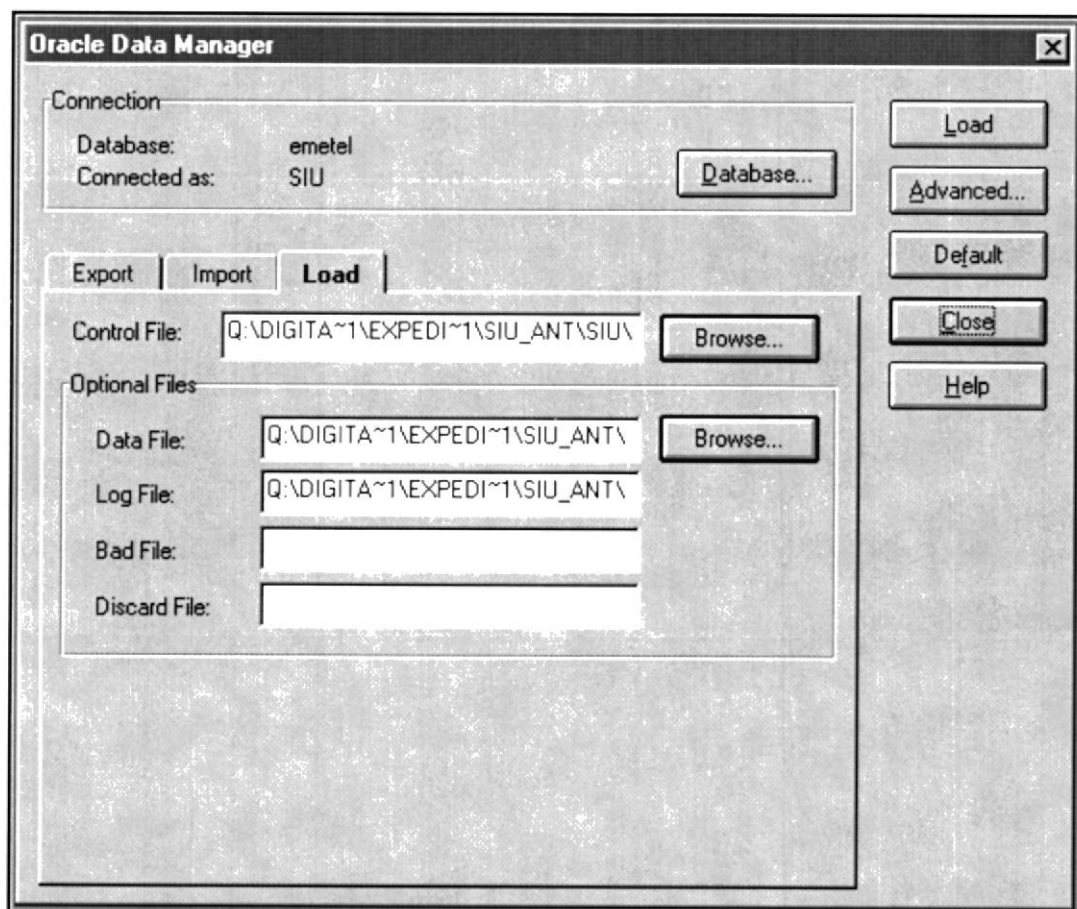 Oracle Data Manager
Connection
Database: emetel
Connected as: SIU
Database...
Load
Advanced...
Default
Close
Help
Export Import Load
Control File: Q:\DIGITA~1\EXPEDI~1\SIU_ANT\SIU\ Browse...
Optional Files
Data File: Q:\DIGITA~1\EXPEDI~1\SIU_ANT\ Browse...
Log File: Q:\DIGITA~1\EXPEDI~1\SIU_ANT\
Bad File:
Discard File: